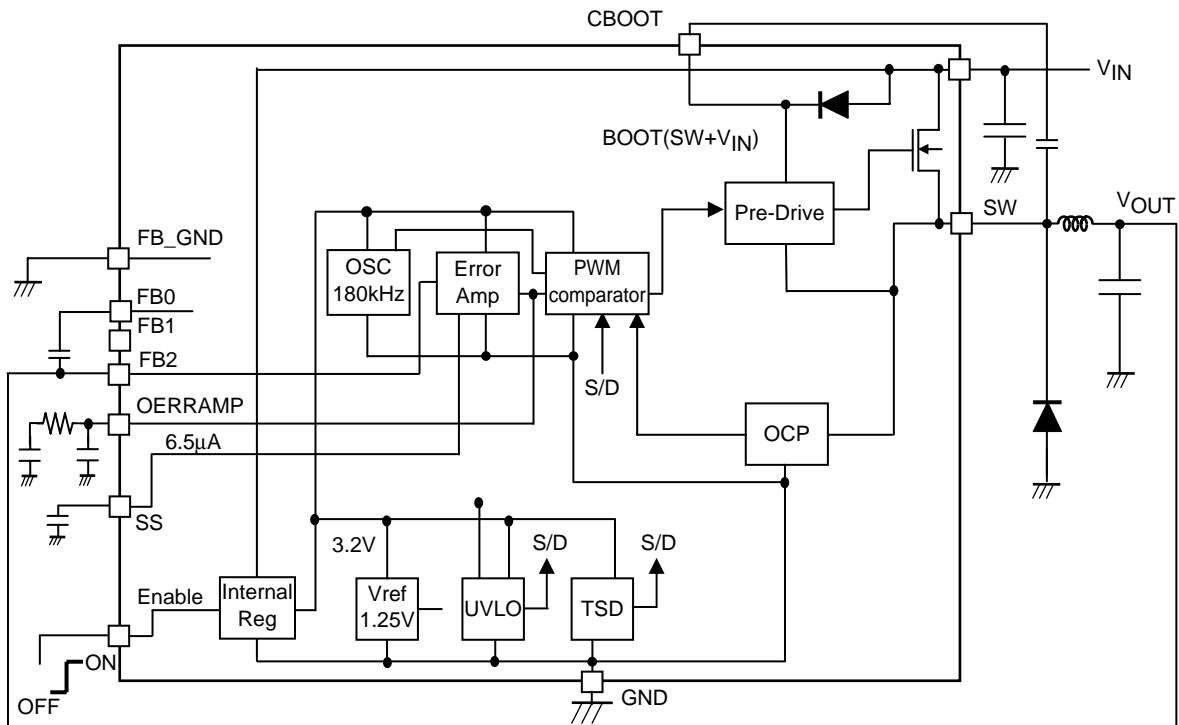 CBOOT
VIN
BOOT(SW+VIN)
Pre-Drive
SW
VOUT
FB_GND
FB0
FB1
FB2
OSC
180kHz
Error
Amp
PWM
comparator
S/D
OERRAMP
6.5μA
OCP
SS
3.2V
S/D
S/D
Enable
Internal
Reg
Vref
1.25V
UVLO
TSD
ON
OFF
GND